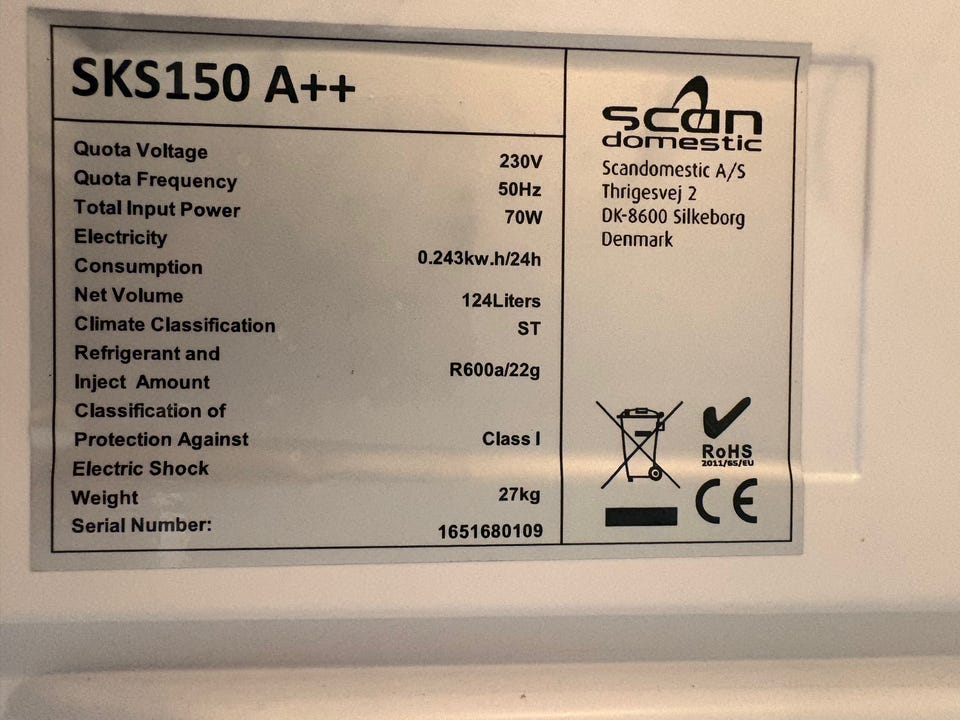 SKS150 A++
Quota Voltage 230V
Quota Frequency 50Hz
Total Input Power 70W
Electricity
Consumption 0.243kw.h/24h
Net Volume 124Liters
Climate Classification ST
Refrigerant and
Inject Amount R600a/22g
Classification of
Protection Against Class I
Electric Shock
Weight 27kg
Serial Number: 1651680109
scan
domestic
Scandomestic A/S
Thrigesvej 2
DK-8600 Silkeborg
Denmark
RoHS
2011/65/EU
CE